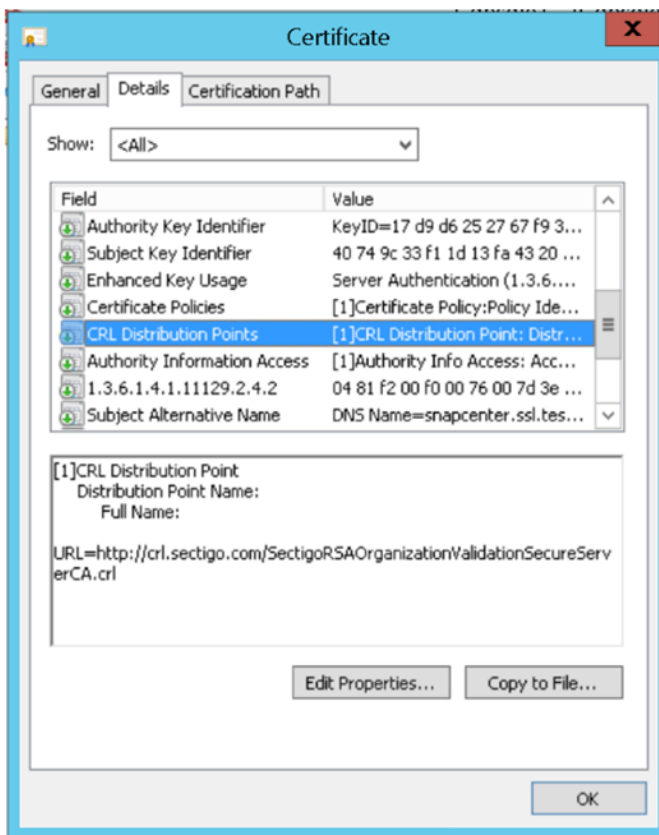 Certificate
X
General Details Certification Path
Show: <All>
Field Value
Authority Key Identifier KeyID=17 d9 d6 25 27 67 f9 3...
Subject Key Identifier 40 74 9c 33 f1 1d 13 fa 43 20 ...
Enhanced Key Usage Server Authentication (1.3.6....
Certificate Policies [1]Certificate Policy:Policy Ide...
CRL Distribution Points [1]CRL Distribution Point: Distr...
Authority Information Access [1]Authority Info Access: Acc...
1.3.6.1.4.1.11129.2.4.2 04 81 f2 00 f0 00 76 00 7d 3e ...
Subject Alternative Name DNS Name=snapcenter.ssl.tes...
[1]CRL Distribution Point
Distribution Point Name:
Full Name:
URL=http://crl.sectigo.com/SectigoRSAOrganizationValidationSecureServ
erCA.crl
Edit Properties... Copy to File...
OK